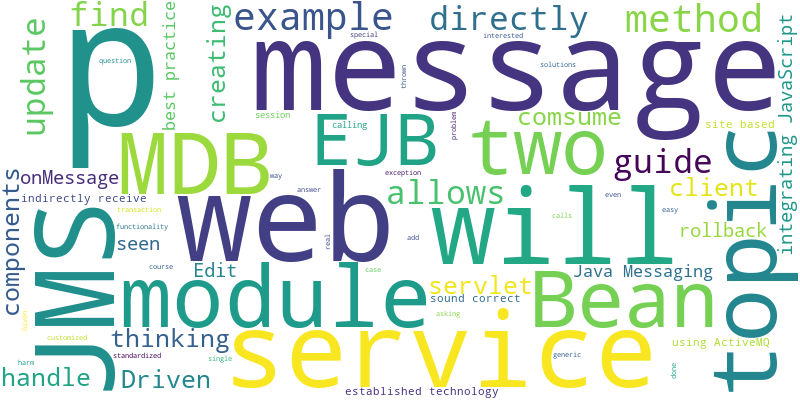 find
example
directly
method
p
message
update
creating
best practice
question
special
interested
solutions
thrown
JavaScript
integrating
session
calling
problem
comsume
site based
MDB
EJB
two
guide
topic
onMessage
indirectly receive
components
way
exception
allows
client
web
will
answer
even
easy
transaction
functionality
seen
real
add
calls
rollback
JMS
course
Edit
case
servlet
Java Messaging
module
sound correct
Bean
asking
driven
customized
thinking
standardized
service
using ActiveMQ
generic
harm
single
done
handle
Driven
established technology